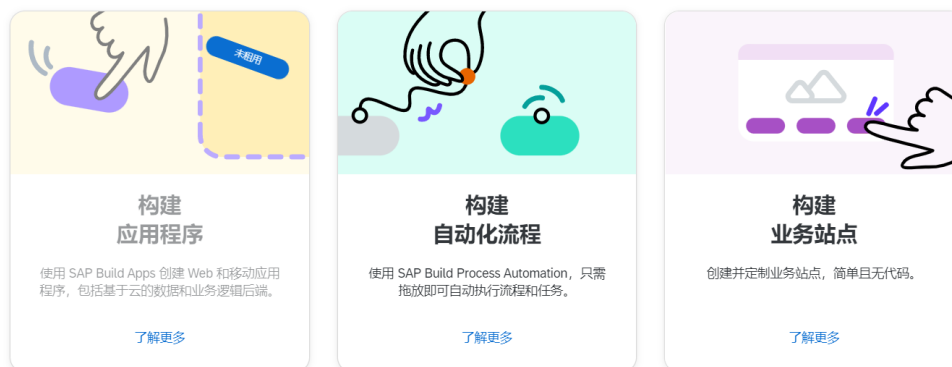 未租用
构建
应用程序
使用 SAP Build Apps 创建 Web 和移动应用
程序，包括基于云的数据和业务逻辑后端。
了解更多
构建
自动化流程
使用 SAP Build Process Automation，只需
拖放即可自动执行流程和任务。
了解更多
构建
业务站点
创建并定制业务站点，简单且无代码。
了解更多